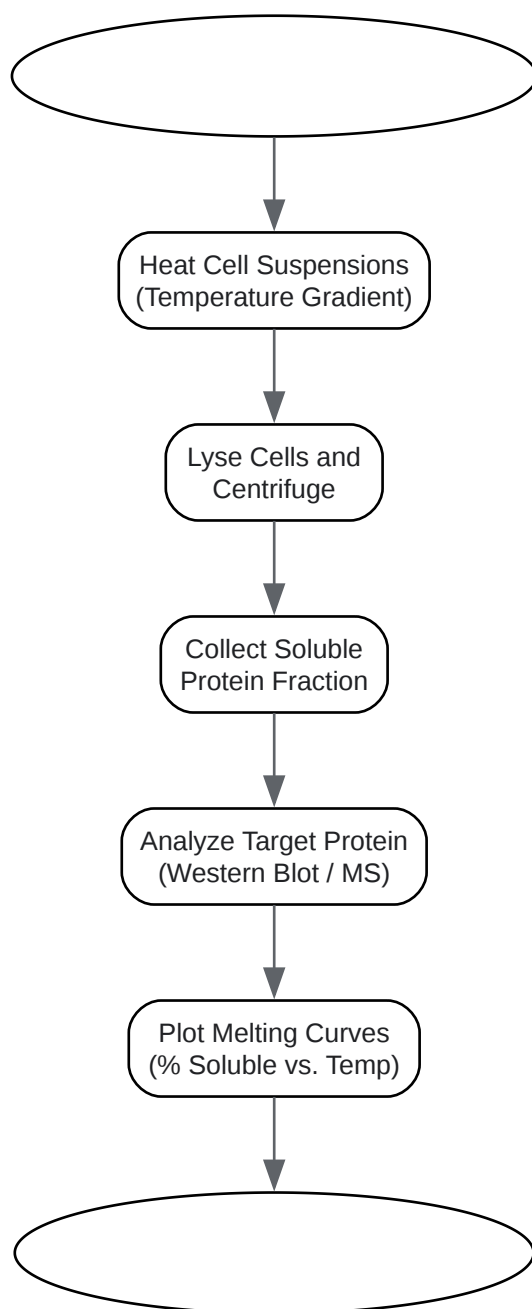 Heat Cell Suspensions
(Temperature Gradient)
Lyse Cells and
Centrifuge
Collect Soluble
Protein Fraction
Analyze Target Protein
(Western Blot / MS)
Plot Melting Curves
(% Soluble vs. Temp)